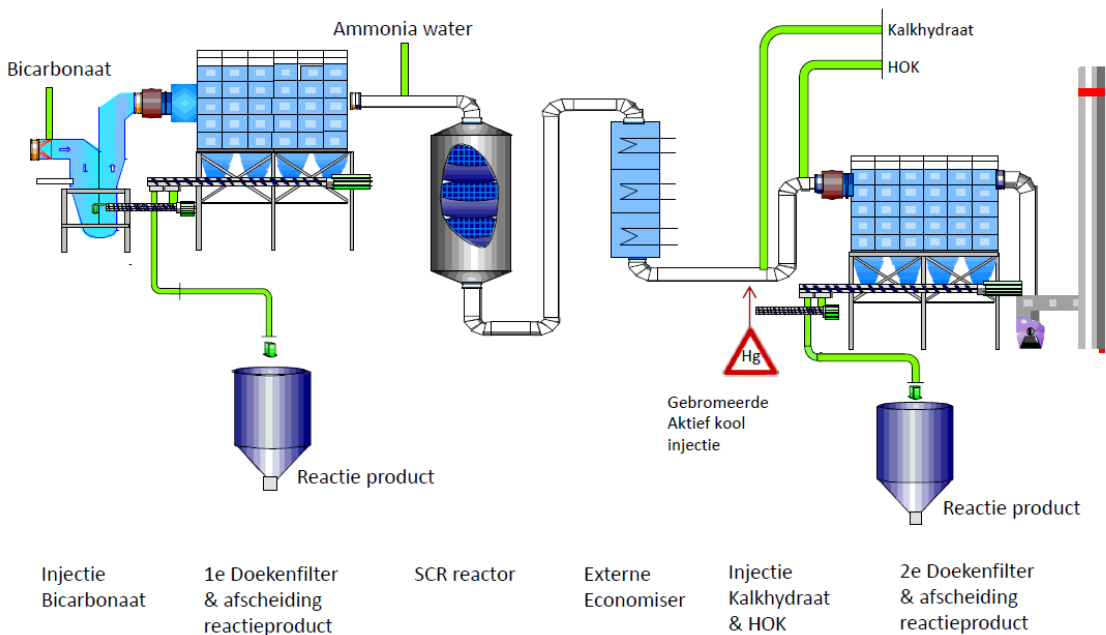 Ammonia water
Kalkhydraat
Bicarbonaat
HOK
Hg
Gebromeerde
Aktief kool
injectie
Reactie product
Reactie product
Injectie
Bicarbonaat
1e Doekenfilter
& afscheiding
reactieproduct
SCR reactor
Externe
Economiser
Injectie
Kalkhydraat
& HOK
2e Doekenfilter
& afscheiding
reactieproduct